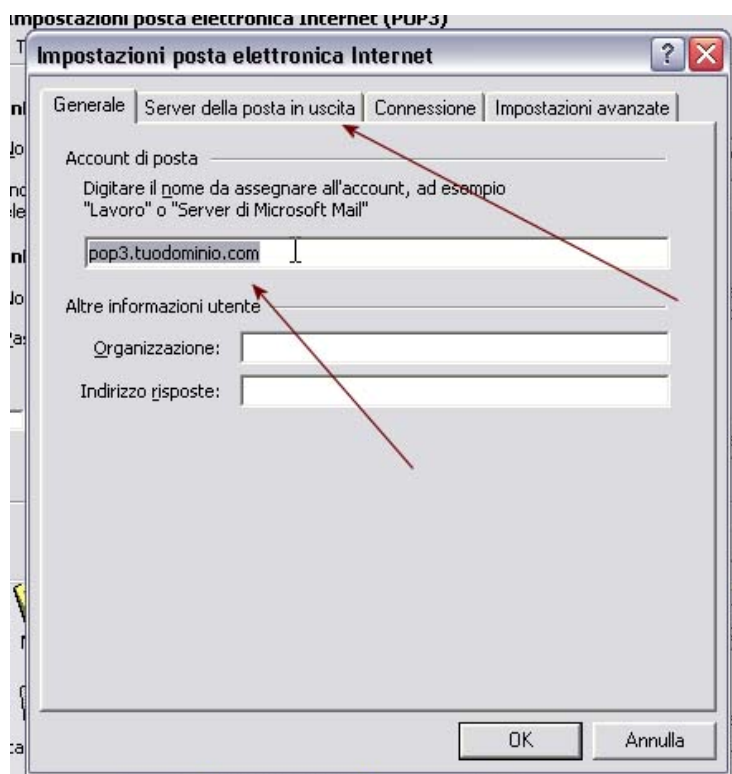 Impostazioni posta elettronica Internet (POP3)
Impostazioni posta elettronica Internet
Generale Server della posta in uscita Connessione Impostazioni avanzate
Account di posta
Digitare il nome da assegnare all'account, ad esempio
"Lavoro" o "Server di Microsoft Mail"
pop3.tuodominio.com
Altre informazioni utente
Organizzazione:
Indirizzo risposte:
OK Annulla